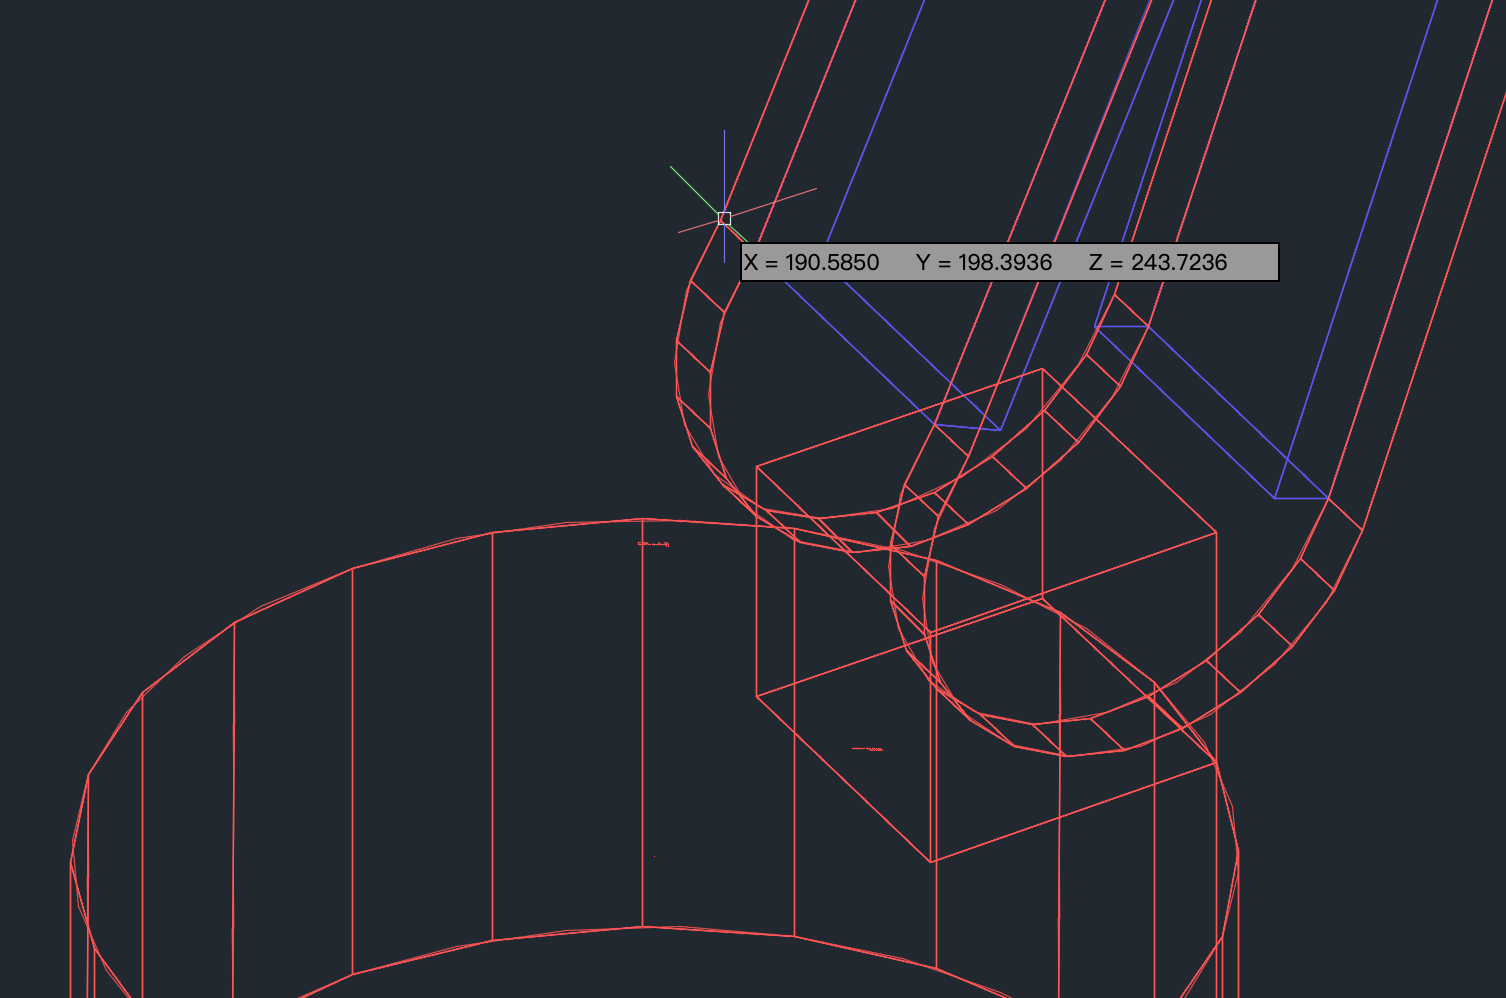 X = 190.5850 Y = 198.3936 Z = 243.7236